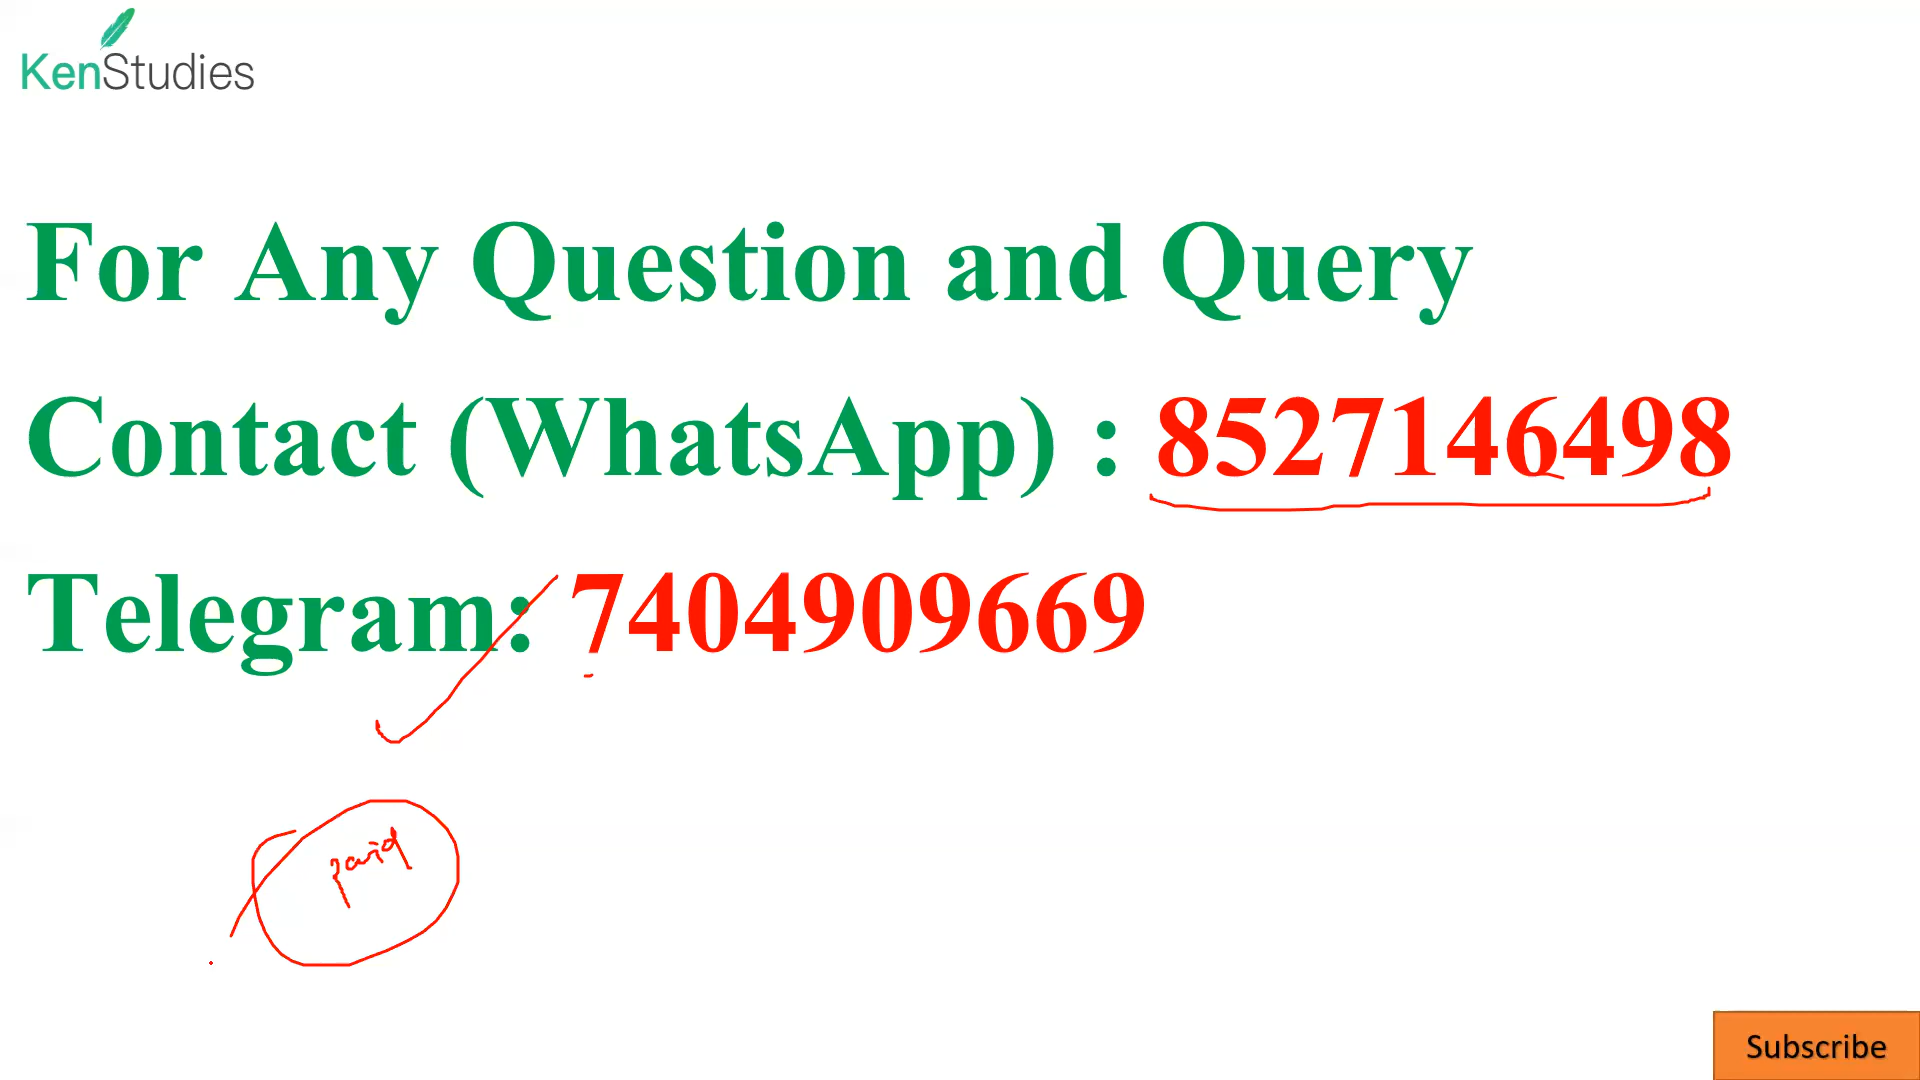 KenStudies
For Any Question and Query
Contact (WhatsApp) : 8527146498
Telegram: 7404909669
paid
Subscribe